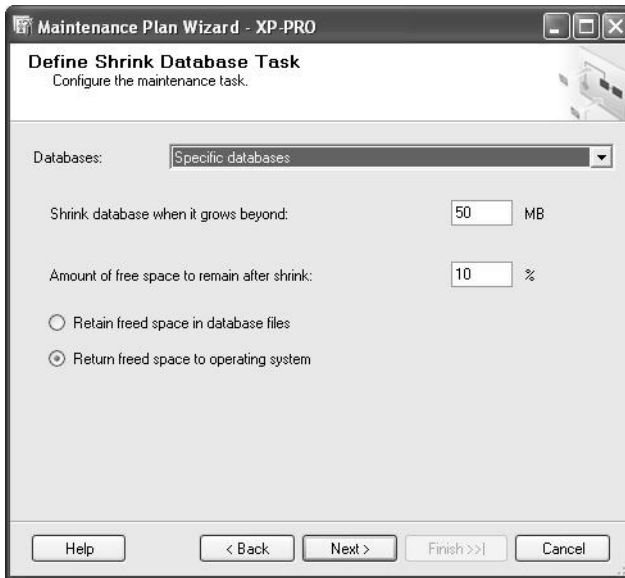 Maintenance Plan Wizard - XP-PRO
Define Shrink Database Task
Configure the maintenance task.
Databases: Specific databases
Shrink database when it grows beyond: 50 MB
Amount of free space to remain after shrink: 10 %
Retain freed space in database files
Return freed space to operating system
Help < Back Next > Finish >>| Cancel